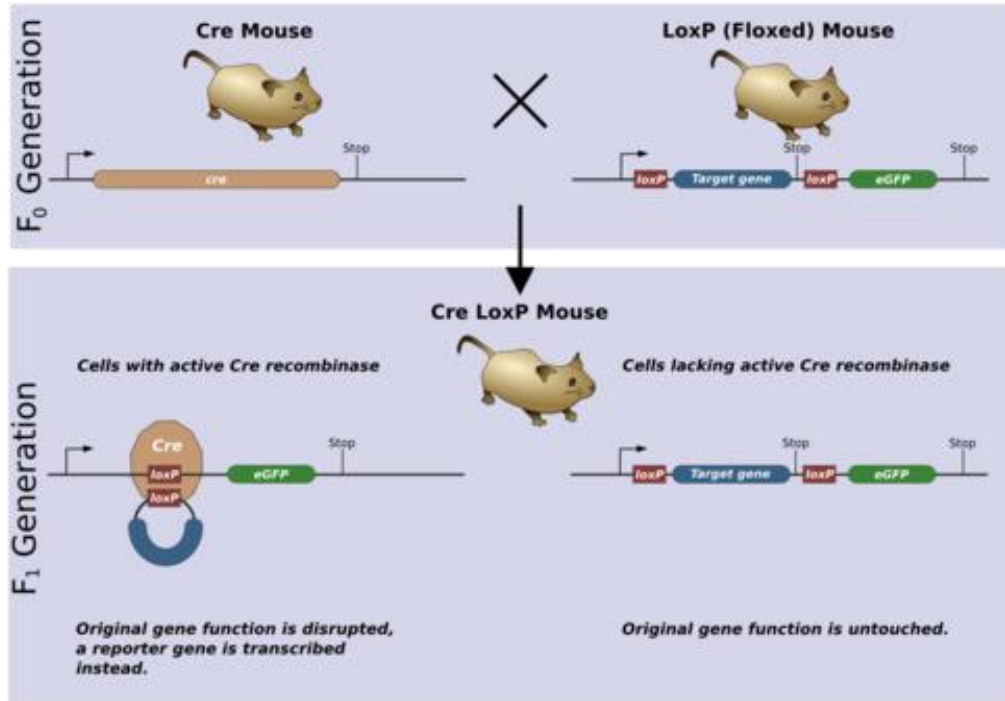 F0 Generation
Cre Mouse
LoxP (Floxed) Mouse
Stop
cre
Stop
Stop
loxP
Target gene
loxP
eGFP
F1 Generation
Cre LoxP Mouse
Cells with active Cre recombinase
Cells lacking active Cre recombinase
Cre
loxP
loxP
eGFP
Stop
Stop
Stop
loxP
Target gene
loxP
eGFP
Original gene function is disrupted,
a reporter gene is transcribed
instead.
Original gene function is untouched.